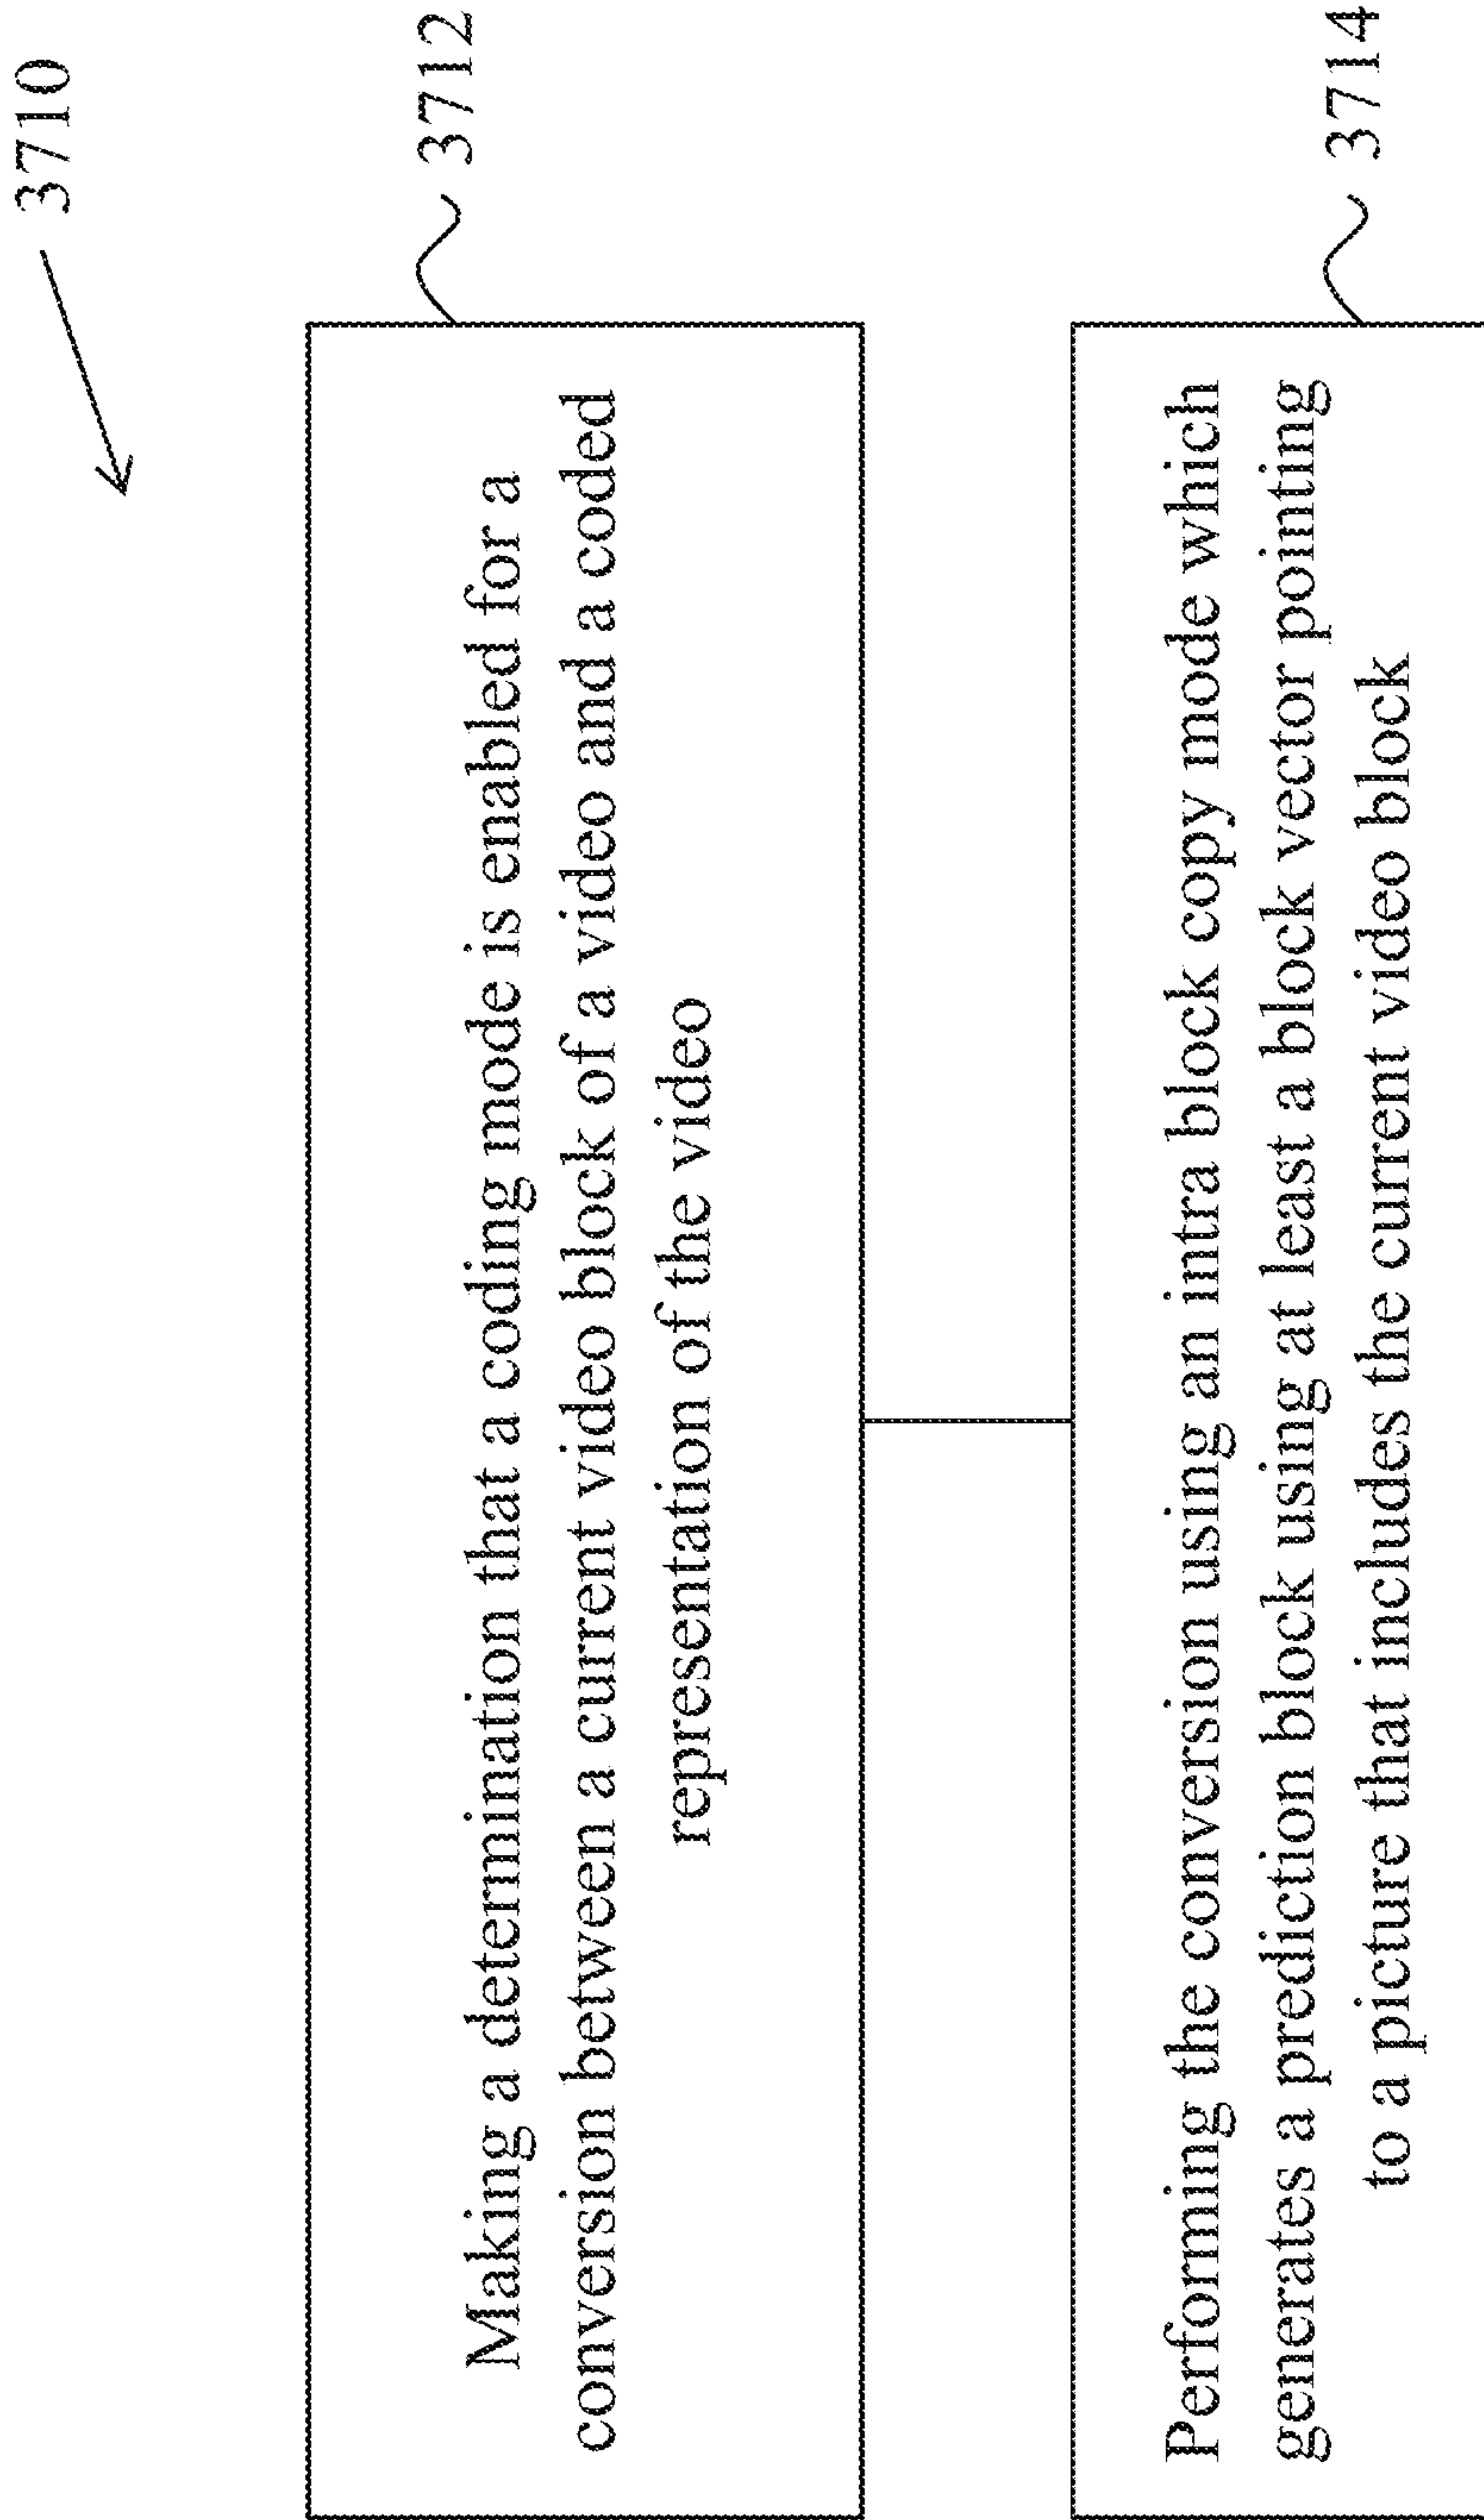 3710
Making a determination that a coding mode is enabled for a
conversion between a current video block of a video and a coded
representation of the video
3712
Performing the conversion using an intra block copy mode which
generates a prediction block using at least a block vector pointing
to a picture that includes the current video block
3714